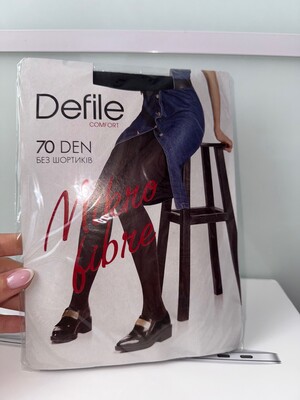 Defile
COMFORT
70 DEN
БЕЗ ШОРТИКІВ
Mikro
fibre